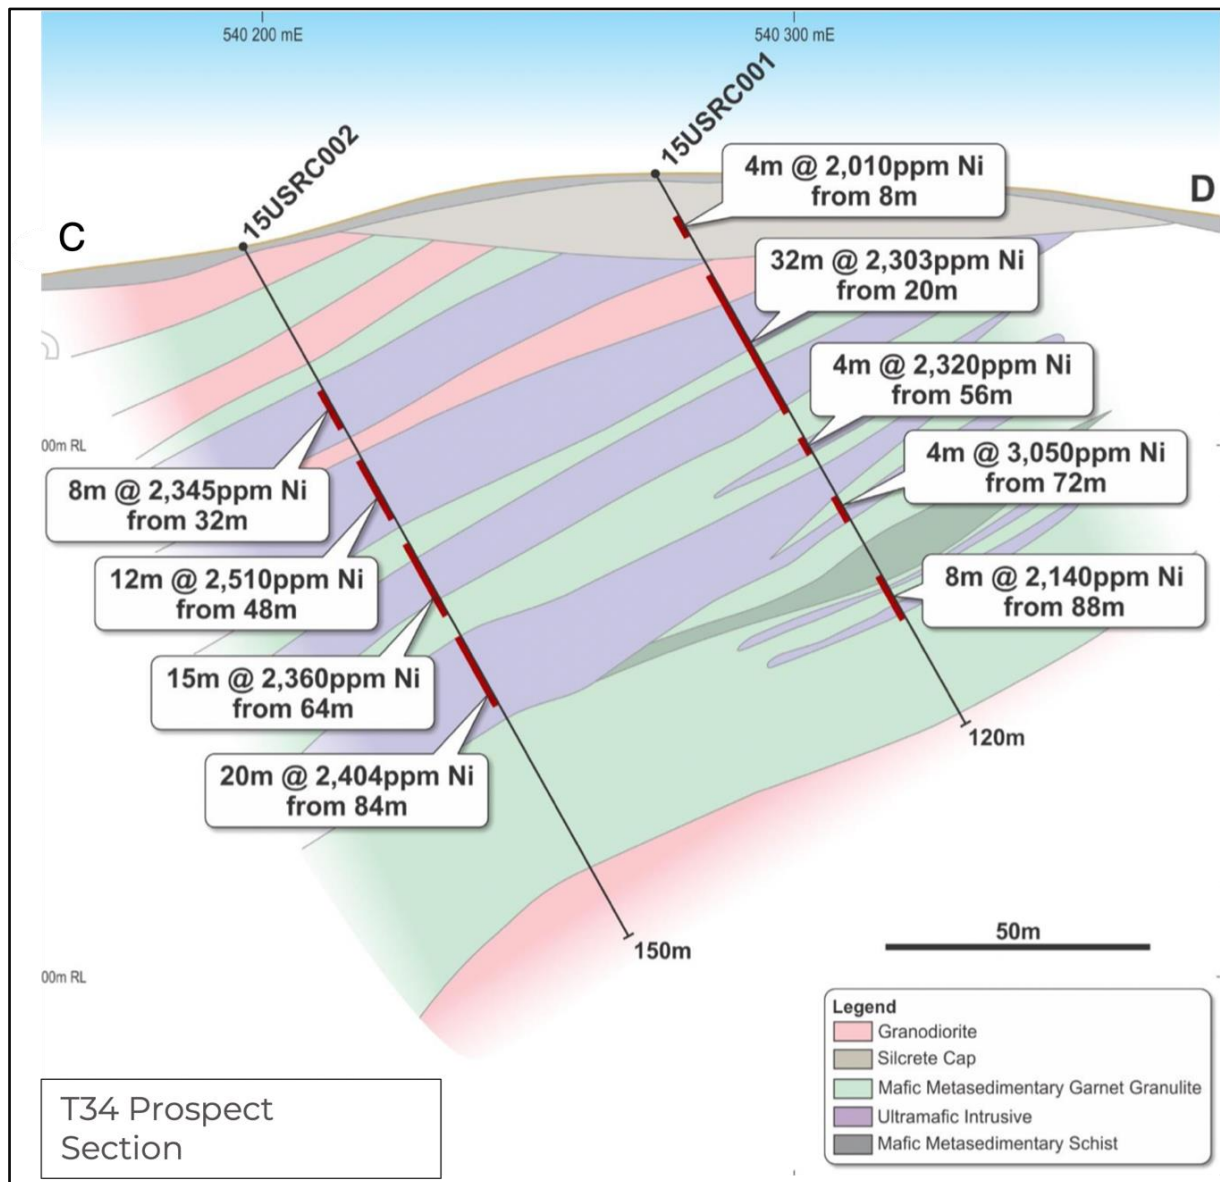 540 200 mE
540 300 mE
15USRC002
15USRC001
C
D
4m @ 2,010ppm Ni
from 8m
32m @ 2,303ppm Ni
from 20m
4m @ 2,320ppm Ni
from 56m
4m @ 3,050ppm Ni
from 72m
8m @ 2,140ppm Ni
from 88m
00m RL
8m @ 2,345ppm Ni
from 32m
12m @ 2,510ppm Ni
from 48m
15m @ 2,360ppm Ni
from 64m
20m @ 2,404ppm Ni
from 84m
120m
150m
50m
00m RL
Legend
Granodiorite
Silcrete Cap
Mafic Metasedimentary Garnet Granulite
Ultramafic Intrusive
Mafic Metasedimentary Schist
T34 Prospect
Section